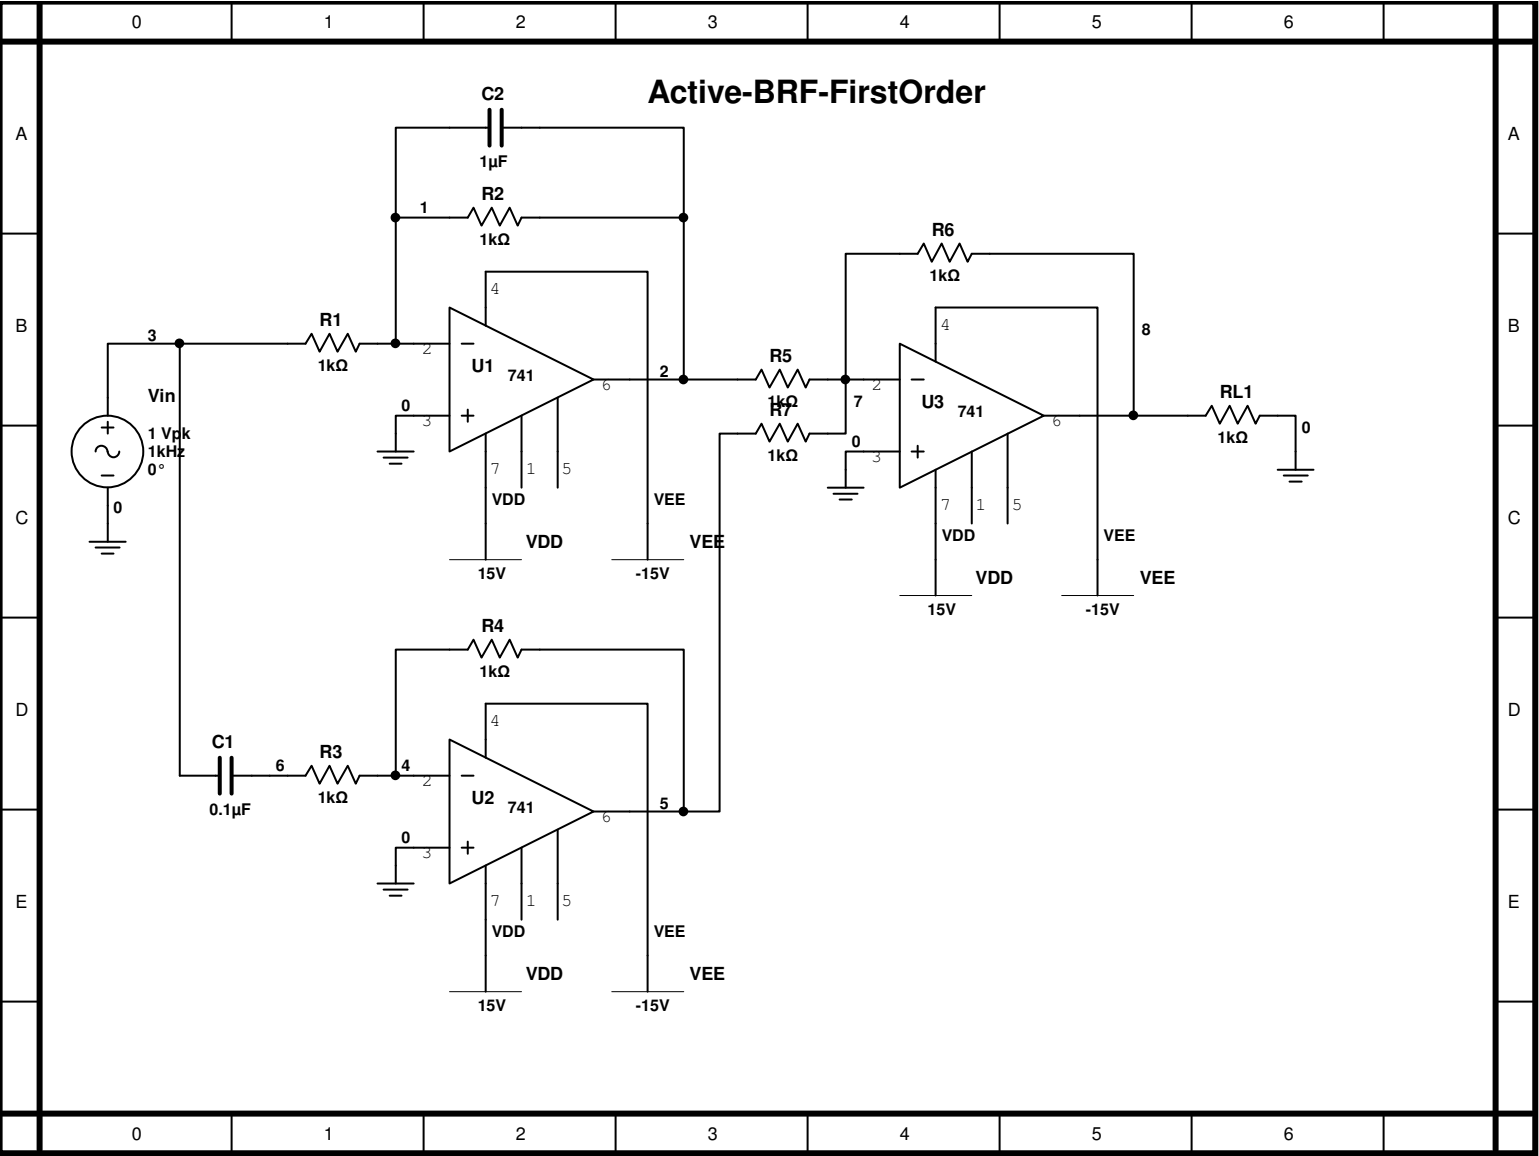 0 1 2 3 4 5 6
Active-BRF-FirstOrder
C2
A A
1µF
R2
1
1kΩ
R6
1kΩ
4
R1
B 4 B
3 8
2 R5
1kΩ U1 741
2 6 2 1kΩ
Vin R7
7 2 U3 741 RL1
0 3 6
1 Vpk 1kΩ 0 3 1kΩ 0
1kHz
0°
7 1 5
VDD VEE
0 7 1 5
C C
VDD VEE
VDD VEE
15V -15V
VDD VEE
15V -15V
R4
1kΩ
D D
4
C1 R3
6 4
2
0.1µF 1kΩ U2 741
5
6
0 3
E 7 1 5 E
VDD VEE
VDD VEE
15V -15V
0 1 2 3 4 5 6